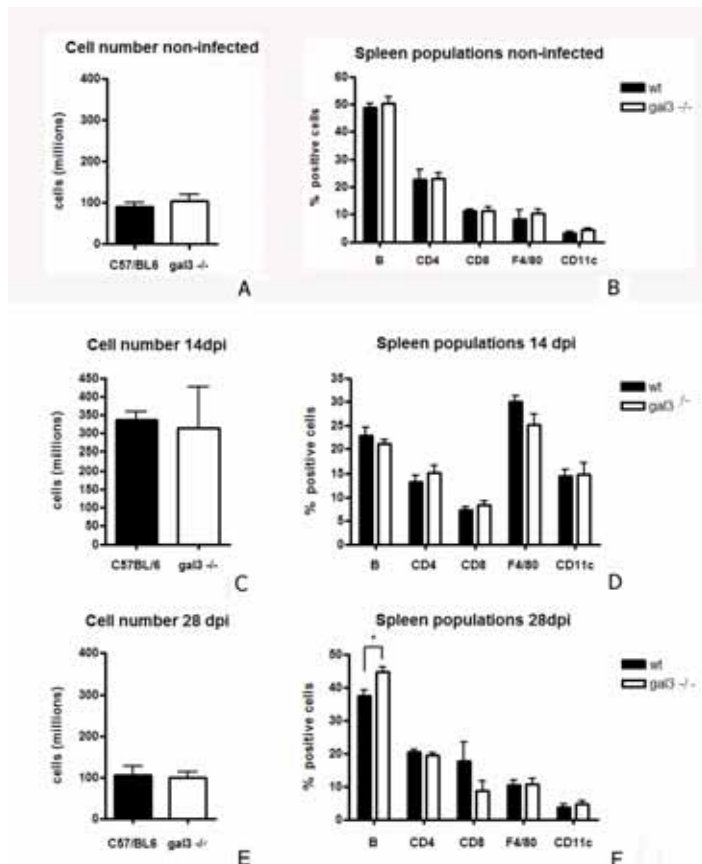 Cell number non-infected
400
300
200
100
0
cells (millions)
C57/BL6 gal3 -/-
A
Spleen populations non-infected
60
50
40
30
20
10
0
% positive cells
B CD4 CD8 F4/80 CD11c
wt
gal3 -/-
B
Cell number 14dpi
450
400
350
300
250
200
150
100
50
0
cells (millions)
C57BL/6 gal3 -/-
C
Spleen populations 14 dpi
35
30
25
20
15
10
5
0
% positive cells
B CD4 CD8 F4/80 CD11c
wt
gal3 -/-
D
Cell number 28 dpi
400
300
200
100
0
cells (millions)
C57/BL6 gal3 -/-
E
Spleen populations 28dpi
50
40
30
20
10
0
% positive cells
*
B CD4 CD8 F4/80 CD11c
wt
gal3 -/-
F